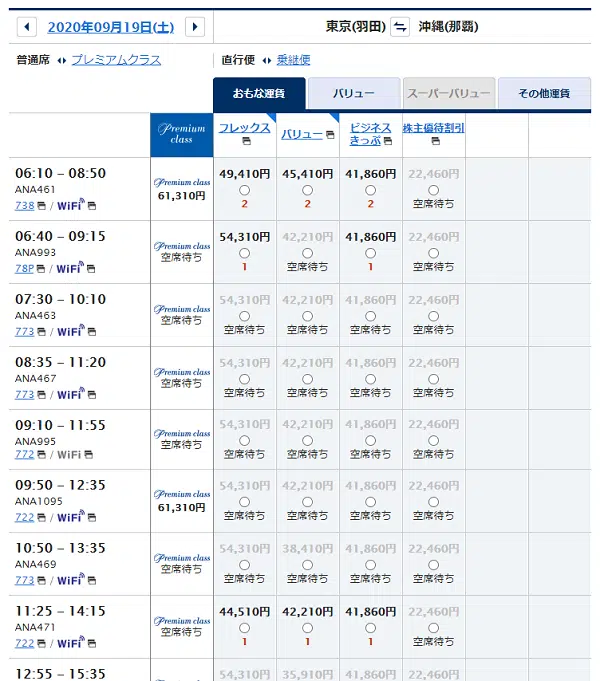 2020年09月19日(土)
東京(羽田) 沖縄(那覇)
普通席 プレミアムクラス 直行便 乗継便
おもな運賃 バリュー スーパーバリュー その他運賃
Premium class フレックス バリュー ビジネスきっぷ 株主優待割引
06:10 – 08:50
ANA461
738 / WiFi
Premium class
61,310円
49,410円 45,410円 41,860円 22,460円
2 2 2 空席待ち
06:40 – 09:15
ANA993
78P / WiFi
Premium class
空席待ち
54,310円 42,210円 41,860円 22,460円
1 空席待ち 1 空席待ち
07:30 – 10:10
ANA463
773 / WiFi
Premium class
空席待ち
54,310円 42,210円 41,860円 22,460円
空席待ち 空席待ち 空席待ち 空席待ち
08:35 – 11:20
ANA467
773 / WiFi
Premium class
空席待ち
54,310円 42,210円 41,860円 22,460円
空席待ち 空席待ち 空席待ち 空席待ち
09:10 – 11:55
ANA995
772 / WiFi
Premium class
空席待ち
54,310円 42,210円 41,860円 22,460円
空席待ち 空席待ち 空席待ち 空席待ち
09:50 – 12:35
ANA1095
722 / WiFi
Premium class
61,310円
54,310円 42,210円 41,860円 22,460円
空席待ち 空席待ち 空席待ち 空席待ち
10:50 – 13:35
ANA469
773 / WiFi
Premium class
空席待ち
54,310円 38,410円 41,860円 22,460円
空席待ち 空席待ち 空席待ち 空席待ち
11:25 – 14:15
ANA471
722 / WiFi
Premium class
空席待ち
44,510円 42,210円 41,860円 22,460円
1 1 1 空席待ち
12:55 – 15:35
54,310円 35,910円 41,860円 22,460円